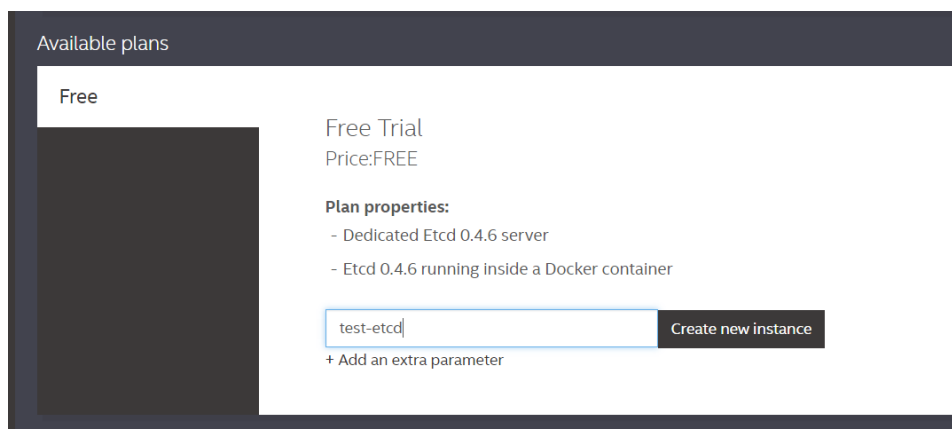 Available plans
Free
Free Trial
Price:FREE
Plan properties:
- Dedicated Etcd 0.4.6 server
- Etcd 0.4.6 running inside a Docker container
test-etcd
Create new instance
+ Add an extra parameter